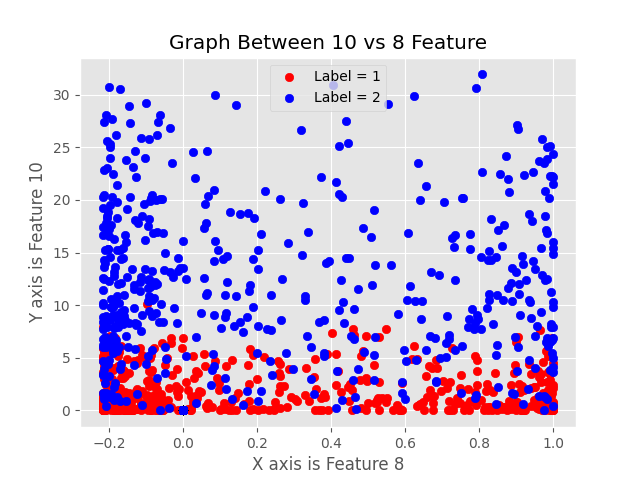 Graph Between 10 vs 8 Feature
Label = 1
Label = 2
30
25
20
15
10
5
0
Y axis is Feature 10
−0.2 0.0 0.2 0.4 0.6 0.8 1.0
X axis is Feature 8